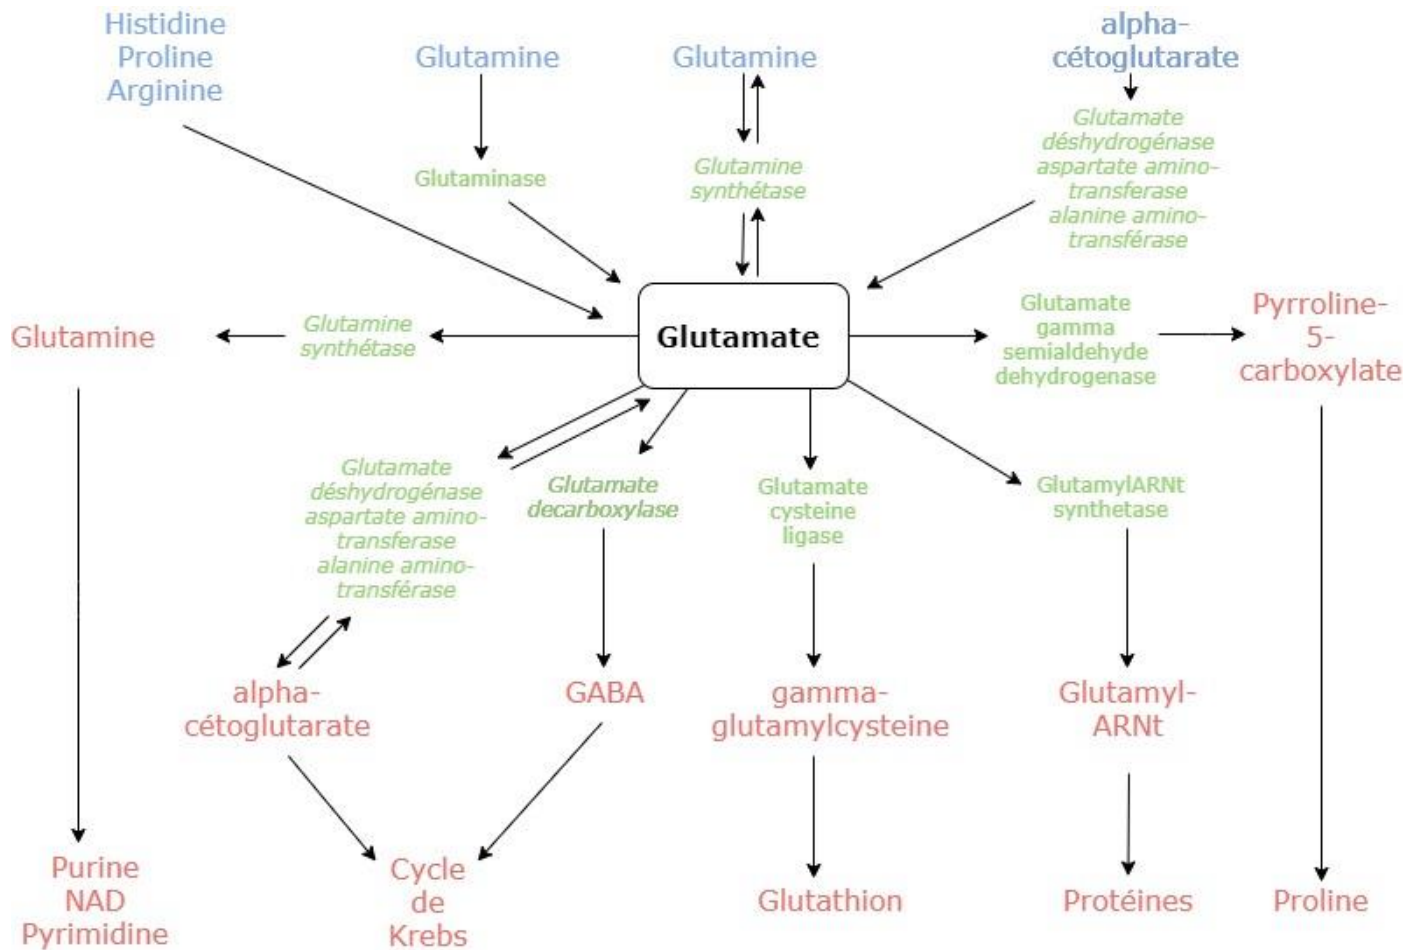 Histidine
Proline
Arginine
Glutamine
Glutamine
alpha-
cétoglutarate
Glutaminase
Glutamine
synthétase
Glutamate
déshydrogénase
aspartate amino-
transferase
alanine amino-
transférase
Glutamine
Glutamine
synthétase
Glutamate
Glutamate
gamma
semialdehyde
dehydrogenase
Pyrroline-
5-
carboxylate
Glutamate
déshydrogénase
aspartate amino-
transferase
alanine amino-
transférase
Glutamate
decarboxylase
Glutamate
cysteine
ligase
GlutamylARNt
synthetase
alpha-
cétoglutarate
GABA
gamma-
glutamylcysteine
Glutamyl-
ARNt
Purine
NAD
Pyrimidine
Cycle
de
Krebs
Glutathion
Protéines
Proline